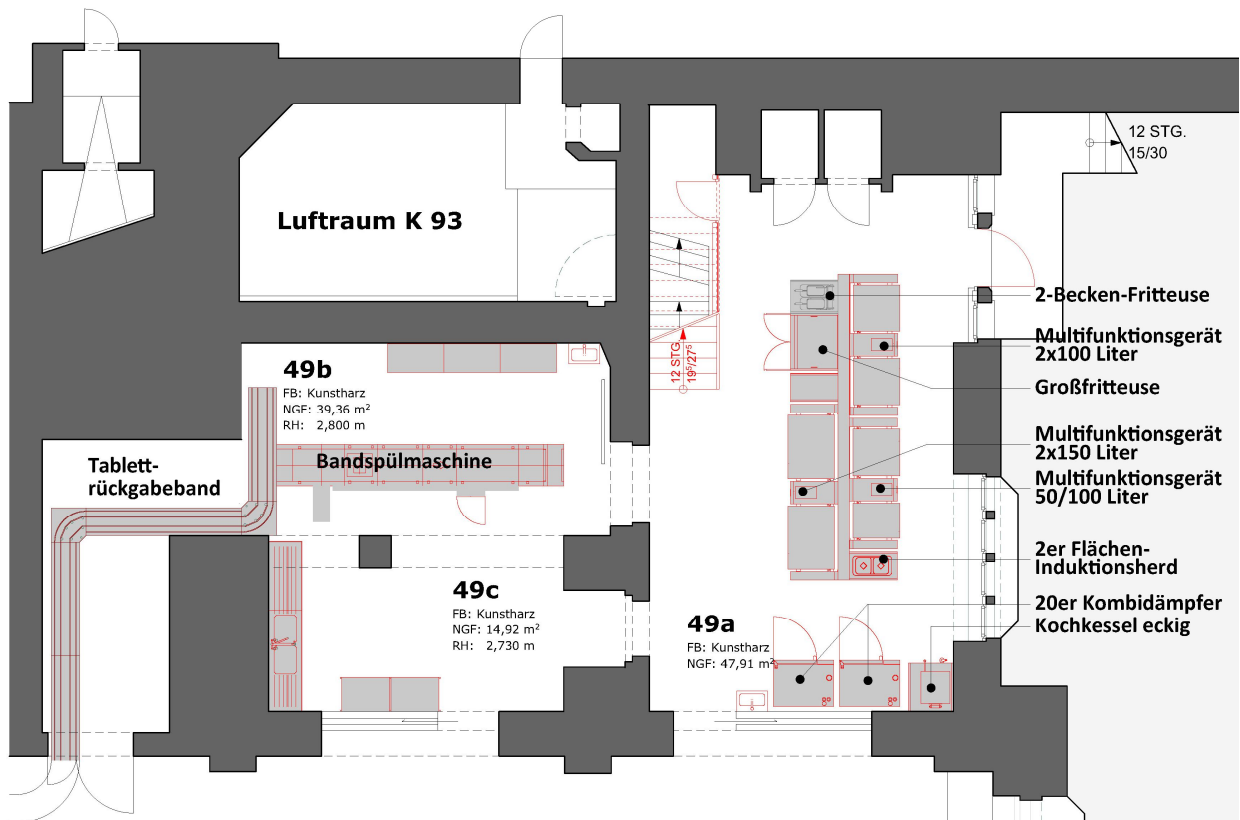 12 STG.
15/30
Luftraum K 93
2-Becken-Fritteuse
Multifunktionsgerät
2x100 Liter
Großfritteuse
12 STG.
19⁵/27⁵
49b
FB: Kunstharz
NGF: 39,36 m²
RH: 2,800 m
Tablett-
rückgabeband
Bandspülmaschine
Multifunktionsgerät
2x150 Liter
Multifunktionsgerät
50/100 Liter
2er Flächen-
Induktionsherd
20er Kombidämpfer
Kochkessel eckig
49c
FB: Kunstharz
NGF: 14,92 m²
RH: 2,730 m
49a
FB: Kunstharz
NGF: 47,91 m²